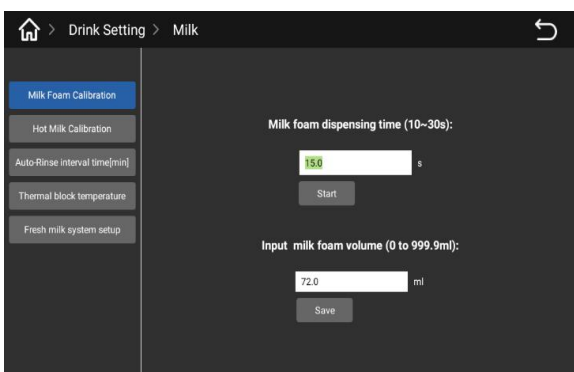 > Drink Setting > Milk
Milk Foam Calibration
Hot Milk Calibration
Auto-Rinse interval time[min]
Thermal block temperature
Fresh milk system setup
Milk foam dispensing time (10~30s):
15.0 s
Start
Input milk foam volume (0 to 999.9ml):
72.0 ml
Save